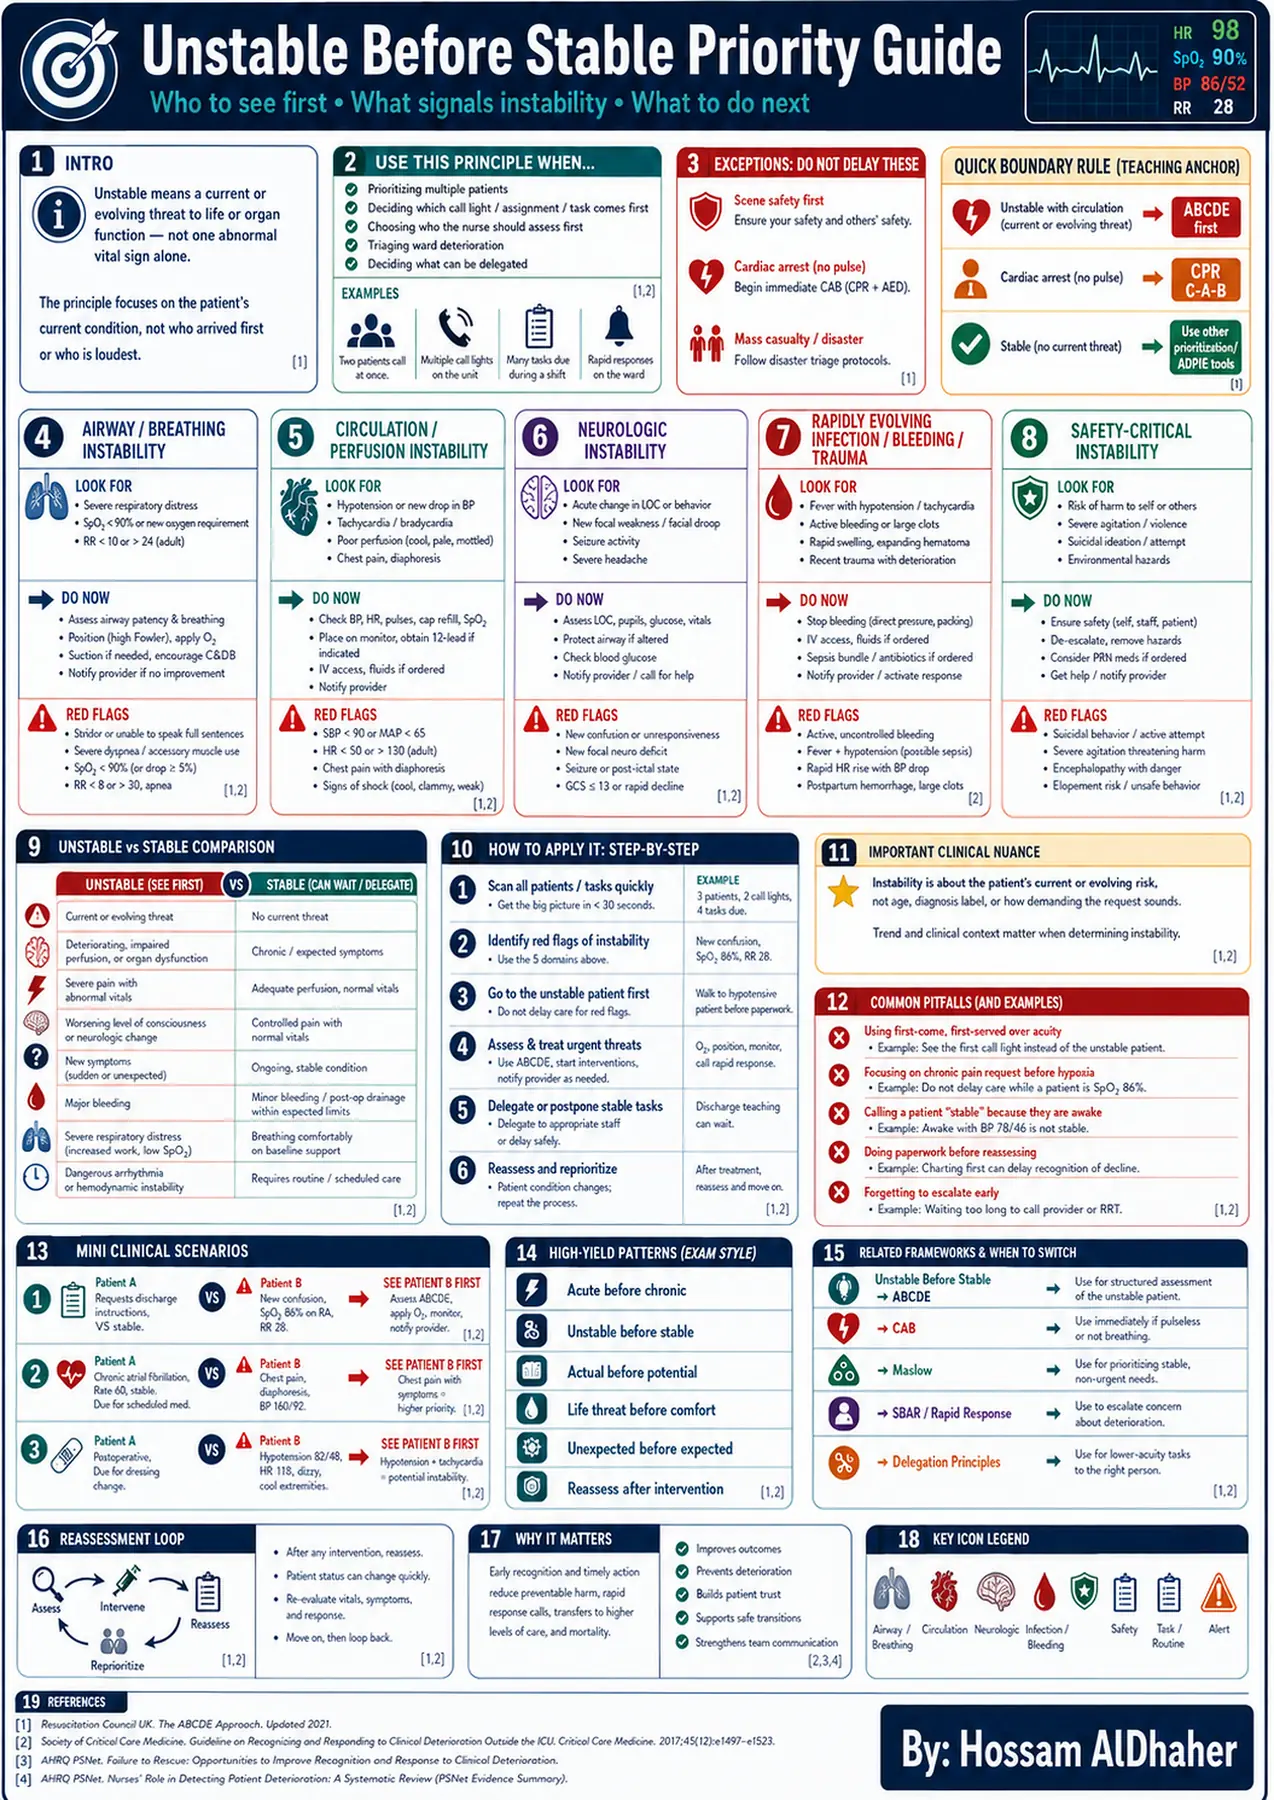 Unstable Before Stable Priority Guide
Who to see first • What signals instability • What to do next
HR 98
SpO₂ 90%
BP 86/52
RR 28
1 INTRO
Unstable means a current or
evolving threat to life or organ
function — not one abnormal
vital sign alone.
The principle focuses on the patient's
current condition, not who arrived first
or who is loudest.
[1]
2 USE THIS PRINCIPLE WHEN...
Prioritizing multiple patients
Deciding which call light / assignment / task comes first
Choosing who the nurse should assess first
Triaging ward deterioration
Deciding what can be delegated
[1,2]
EXAMPLES
Two patients call
at once.
Multiple call lights
on the unit
Many tasks due
during a shift
Rapid responses
on the ward
3 EXCEPTIONS: DO NOT DELAY THESE
Scene safety first
Ensure your safety and others' safety.
Cardiac arrest (no pulse)
Begin immediate CAB (CPR + AED).
Mass casualty / disaster
Follow disaster triage protocols.
[1]
QUICK BOUNDARY RULE (TEACHING ANCHOR)
Unstable with circulation
(current or evolving threat)
ABCDE
first
Cardiac arrest (no pulse)
CPR
C-A-B
Stable (no current threat)
Use other
prioritization/
ADPIE tools
[1]
4 AIRWAY / BREATHING
INSTABILITY
LOOK FOR
• Severe respiratory distress
• SpO₂ < 90% or new oxygen requirement
• RR < 10 or > 24 (adult)
DO NOW
• Assess airway patency & breathing
• Position (high Fowler), apply O₂
• Suction if needed, encourage C&DB
• Notify provider if no improvement
RED FLAGS
• Stridor or unable to speak full sentences
• Severe dyspnea / accessory muscle use
• SpO₂ < 90% (or drop ≥ 5%)
• RR < 8 or > 30, apnea
[1,2]
5 CIRCULATION /
PERFUSION INSTABILITY
LOOK FOR
• Hypotension or new drop in BP
• Tachycardia / bradycardia
• Poor perfusion (cool, pale, mottled)
• Chest pain, diaphoresis
DO NOW
• Check BP, HR, pulses, cap refill, SpO₂
• Place on monitor, obtain 12-lead if
indicated
• IV access, fluids if ordered
• Notify provider
RED FLAGS
• SBP < 90 or MAP < 65
• HR < 50 or > 130 (adult)
• Chest pain with diaphoresis
• Signs of shock (cool, clammy, weak)
[1,2]
6 NEUROLOGIC
INSTABILITY
LOOK FOR
• Acute change in LOC or behavior
• New focal weakness / facial droop
• Seizure activity
• Severe headache
DO NOW
• Assess LOC, pupils, glucose, vitals
• Protect airway if altered
• Check blood glucose
• Notify provider / call for help
RED FLAGS
• New confusion or unresponsiveness
• New focal neuro deficit
• Seizure or post-ictal state
• GCS ≤ 13 or rapid decline
[1,2]
7 RAPIDLY EVOLVING
INFECTION / BLEEDING /
TRAUMA
LOOK FOR
• Fever with hypotension / tachycardia
• Active bleeding or large clots
• Rapid swelling, expanding hematoma
• Recent trauma with deterioration
DO NOW
• Stop bleeding (direct pressure, packing)
• IV access, fluids if ordered
• Sepsis bundle / antibiotics if ordered
• Notify provider / activate response
RED FLAGS
• Active, uncontrolled bleeding
• Fever + hypotension (possible sepsis)
• Rapid HR rise with BP drop
• Postpartum hemorrhage, large clots
[2]
8 SAFETY-CRITICAL
INSTABILITY
LOOK FOR
• Risk of harm to self or others
• Severe agitation / violence
• Suicidal ideation / attempt
• Environmental hazards
DO NOW
• Ensure safety (self, staff, patient)
• De-escalate, remove hazards
• Consider PRN meds if ordered
• Get help / notify provider
RED FLAGS
• Suicidal behavior / active attempt
• Severe agitation threatening harm
• Encephalopathy with danger
• Elopement risk / unsafe behavior
[1,2]
9 UNSTABLE vs STABLE COMPARISON
UNSTABLE (SEE FIRST) VS STABLE (CAN WAIT / DELEGATE)
Current or evolving threat
No current threat
Deteriorating, impaired
perfusion, or organ dysfunction
Chronic / expected symptoms
Severe pain with
abnormal vitals
Adequate perfusion, normal vitals
Worsening level of consciousness
or neurologic change
Controlled pain with
normal vitals
New symptoms
(sudden or unexpected)
Ongoing, stable condition
Major bleeding
Minor bleeding / post-op drainage
within expected limits
Severe respiratory distress
(increased work, low SpO₂)
Breathing comfortably
on baseline support
Dangerous arrhythmia
or hemodynamic instability
Requires routine / scheduled care
[1,2]
10 HOW TO APPLY IT: STEP-BY-STEP
1 Scan all patients / tasks quickly
• Get the big picture in < 30 seconds.
EXAMPLE
3 patients, 2 call lights,
4 tasks due.
2 Identify red flags of instability
• Use the 5 domains above.
New confusion,
SpO₂ 86%, RR 28.
3 Go to the unstable patient first
• Do not delay care for red flags.
Walk to hypotensive
patient before paperwork.
4 Assess & treat urgent threats
• Use ABCDE, start interventions,
notify provider as needed.
O₂, position, monitor,
call rapid response.
5 Delegate or postpone stable tasks
• Delegate to appropriate staff
or delay safely.
Discharge teaching
can wait.
6 Reassess and reprioritize
• Patient condition changes;
repeat the process.
After treatment,
reassess and move on.
[1,2]
11 IMPORTANT CLINICAL NUANCE
Instability is about the patient's current or evolving risk,
not age, diagnosis label, or how demanding the request sounds.
Trend and clinical context matter when determining instability.
[1,2]
12 COMMON PITFALLS (AND EXAMPLES)
Using first-come, first-served over acuity
• Example: See the first call light instead of the unstable patient.
Focusing on chronic pain request before hypoxia
• Example: Do not delay care while a patient is SpO₂ 86%.
Calling a patient "stable" because they are awake
• Example: Awake with BP 78/46 is not stable.
Doing paperwork before reassessing
• Example: Charting first can delay recognition of decline.
Forgetting to escalate early
• Example: Waiting too long to call provider or RRT.
[1,2]
13 MINI CLINICAL SCENARIOS
1 Patient A
Requests discharge
instructions,
VS stable.
VS
Patient B
New confusion,
SpO₂ 86% on RA,
RR 28.
SEE PATIENT B FIRST
Assess ABCDE,
apply O₂, monitor,
notify provider.
[1,2]
2 Patient A
Chronic atrial fibrillation,
Rate 60, stable.
Due for scheduled med.
VS
Patient B
Chest pain,
diaphoresis,
BP 160/92.
SEE PATIENT B FIRST
Chest pain with
symptoms =
higher priority.
[1,2]
3 Patient A
Postoperative,
Due for dressing
change.
VS
Patient B
Hypotension 82/48,
HR 118, dizzy,
cool extremities.
SEE PATIENT B FIRST
Hypotension + tachycardia
= potential instability.
[1,2]
14 HIGH-YIELD PATTERNS (EXAM STYLE)
Acute before chronic
Unstable before stable
Actual before potential
Life threat before comfort
Unexpected before expected
Reassess after intervention
[1,2]
15 RELATED FRAMEWORKS & WHEN TO SWITCH
Unstable Before Stable
→ ABCDE
Use for structured assessment
of the unstable patient.
→ CAB
Use immediately if pulseless
or not breathing.
→ Maslow
Use for prioritizing stable,
non-urgent needs.
→ SBAR / Rapid Response
Use to escalate concern
about deterioration.
→ Delegation Principles
Use for lower-acuity tasks
to the right person.
[1,2]
16 REASSESSMENT LOOP
Assess
Intervene
Reassess
Reprioritize
[1,2]
• After any intervention, reassess.
• Patient status can change quickly.
• Re-evaluate vitals, symptoms,
and response.
• Move on, then loop back.
[1,2]
17 WHY IT MATTERS
Early recognition and timely action
reduce preventable harm, rapid
response calls, transfers to higher
levels of care, and mortality.
Improves outcomes
Prevents deterioration
Builds patient trust
Supports safe transitions
Strengthens team communication
[2,3,4]
18 KEY ICON LEGEND
Airway /
Breathing
Circulation
Neurologic
Infection /
Bleeding
Safety
Task /
Routine
Alert
19 REFERENCES
[1] Resuscitation Council UK. The ABCDE Approach. Updated 2021.
[2] Society of Critical Care Medicine. Guideline on Recognizing and Responding to Clinical Deterioration Outside the ICU. Critical Care Medicine. 2017;45(12):e1497–e1523.
[3] AHRQ PSNet. Failure to Rescue: Opportunities to Improve Recognition and Response to Clinical Deterioration.
[4] AHRQ PSNet. Nurses' Role in Detecting Patient Deterioration: A Systematic Review (PSNet Evidence Summary).
By: Hossam AlDhaher